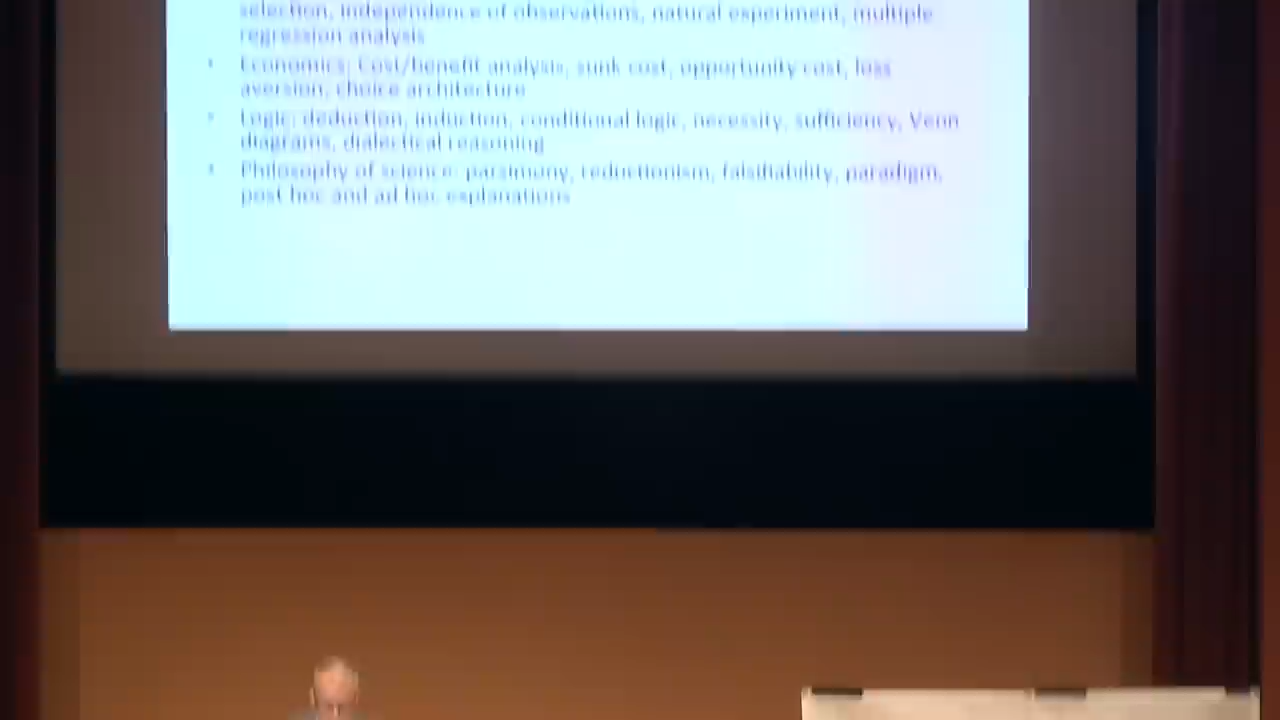 selection, independence of observations, natural experiment, multiple
regression analysis
• Economics: Cost/benefit analysis, sunk cost, opportunity cost, loss
aversion, choice architecture
• Logic: deduction, induction, conditional logic, necessity, sufficiency, Venn
diagrams, dialectical reasoning
• Philosophy of science: parsimony, reductionism, falsifiability, paradigm,
post hoc and ad hoc explanations